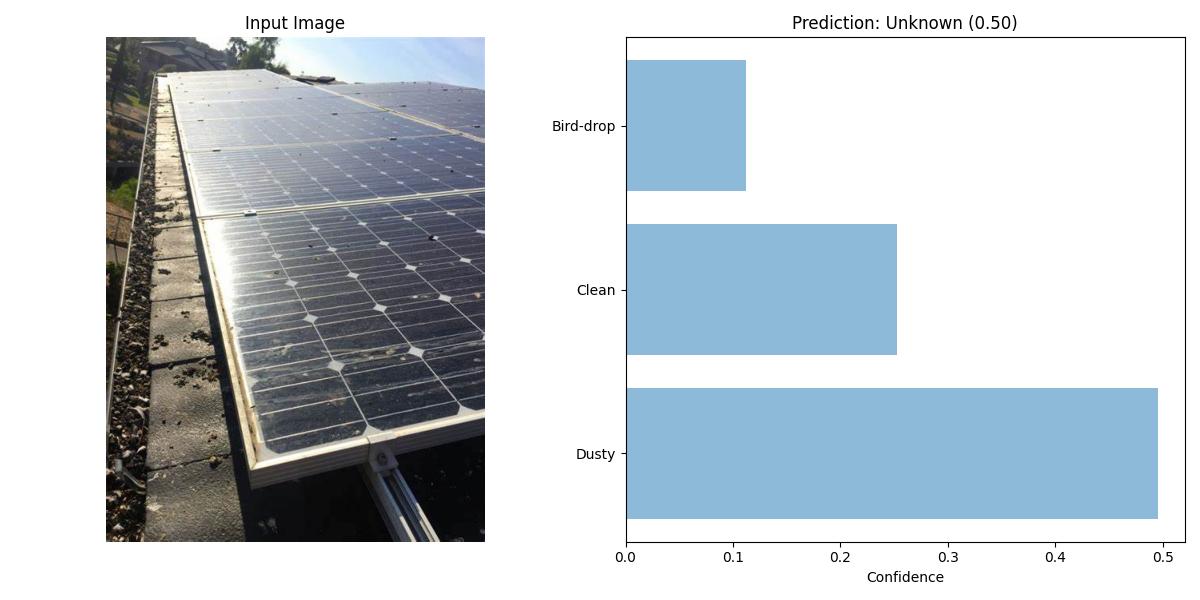 Input Image
Prediction: Unknown (0.50)
Bird-drop
Clean
Dusty
0.0 0.1 0.2 0.3 0.4 0.5
Confidence